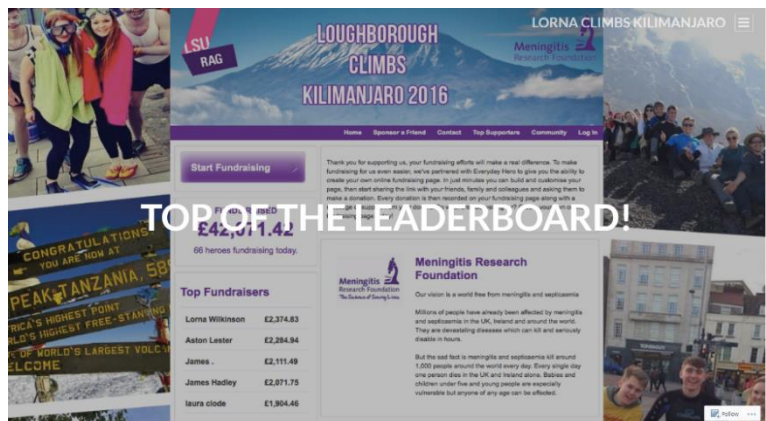 LORNA CLIMBS KILIMANJARO
LSU
RAG
LOUGHBOROUGH
CLIMBS
KILIMANJARO 2016
Meningitis
Research Foundation
Home Sponsor a Friend Contact Top Supporters Community Log In
Start Fundraising
Thank you for supporting us, your fundraising efforts will make a real difference. To make
fundraising for us even easier, we've partnered with Everyday Hero to give you the ability to
create your own online fundraising page. In just minutes you can build and customise your
page, then start sharing the link with your friends, family and colleagues and asking them to
make a donation. Every donation is then recorded on your fundraising page along with a
TOP OF THE LEADERBOARD!
66 heroes fundraising today.
CONGRATULATIONS
YOU ARE NOW AT
PEAK, TANZANIA, 58
HIGHEST POINT
HIGHEST FREE-STANDING
OF WORLD'S LARGEST
Top Fundraisers
Lorna Wilkinson £2,374.83
Aston Lester £2,284.94
James . £2,111.49
James Hadley £2,071.75
laura clode £1,904.46
Meningitis
Research Foundation
Meningitis Research
Foundation
Our vision is a world free from meningitis and septicaemia
Millions of people have already been affected by meningitis
and septicaemia in the UK, Ireland and around the world.
They are devastating diseases which can kill and seriously
disable in hours.
But the sad fact is meningitis and septicaemia kill around
1,000 people around the world every day. Every single day
one person dies in the UK and Ireland alone. Babies and
children under five and young people are especially
vulnerable but anyone of any age can be affected.
Follow